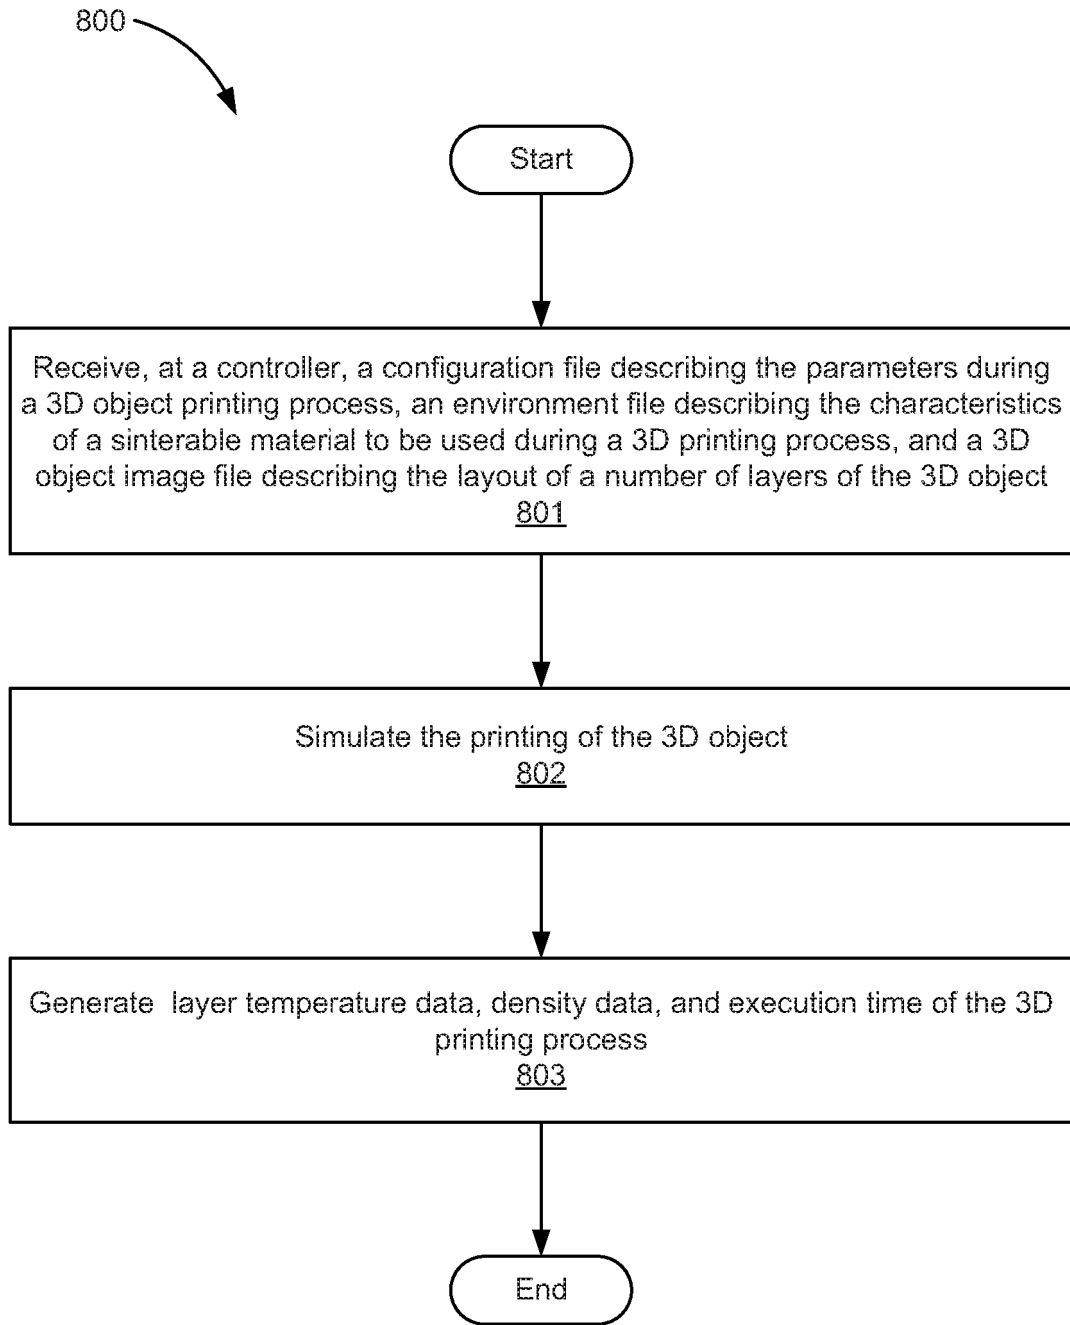 800
Start
Receive, at a controller, a configuration file describing the parameters during
a 3D object printing process, an environment file describing the characteristics
of a sinterable material to be used during a 3D printing process, and a 3D
object image file describing the layout of a number of layers of the 3D object
801
Simulate the printing of the 3D object
802
Generate layer temperature data, density data, and execution time of the 3D
printing process
803
End